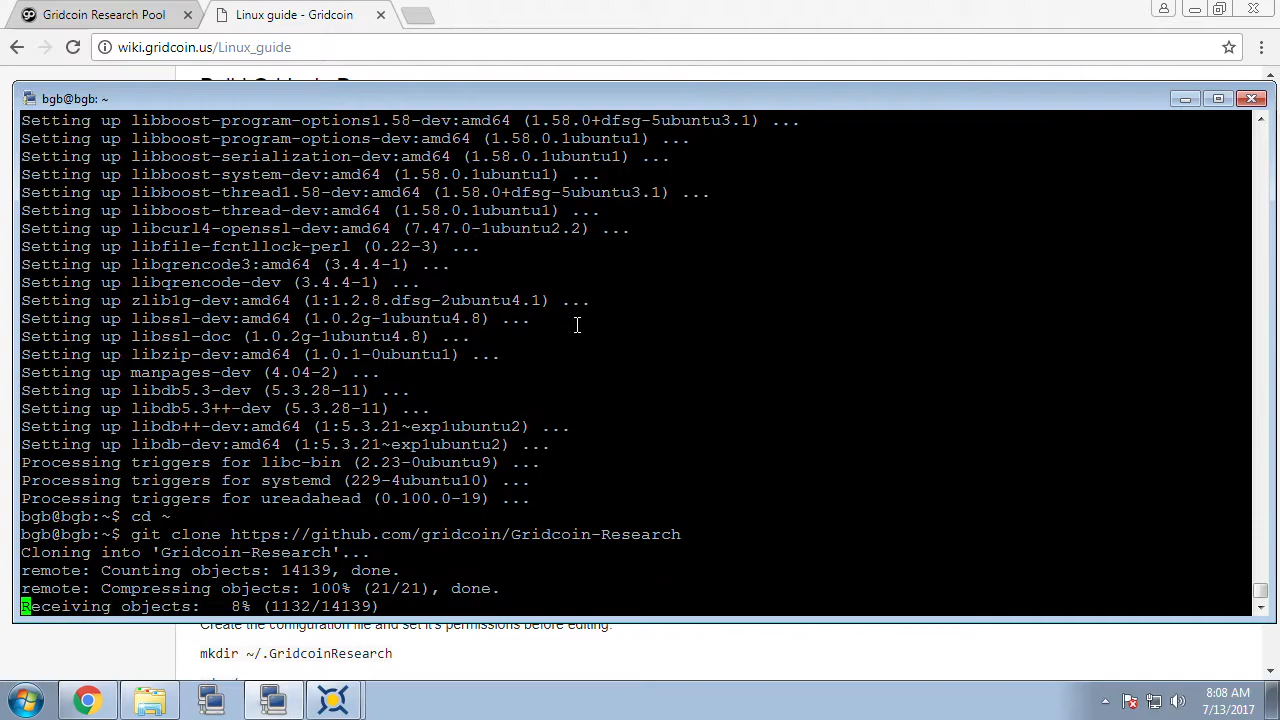 Gridcoin Research Pool
Linux guide - Gridcoin
wiki.gridcoin.us/Linux_guide
bgb@bgb: ~
Setting up libboost-program-options1.58-dev:amd64 (1.58.0+dfsg-5ubuntu3.1) ...
Setting up libboost-program-options-dev:amd64 (1.58.0.1ubuntu1) ...
Setting up libboost-serialization-dev:amd64 (1.58.0.1ubuntu1) ...
Setting up libboost-system-dev:amd64 (1.58.0.1ubuntu1) ...
Setting up libboost-thread1.58-dev:amd64 (1.58.0+dfsg-5ubuntu3.1) ...
Setting up libboost-thread-dev:amd64 (1.58.0.1ubuntu1) ...
Setting up libcurl4-openssl-dev:amd64 (7.47.0-1ubuntu2.2) ...
Setting up libfile-fcntllock-perl (0.22-3) ...
Setting up libqrencode3:amd64 (3.4.4-1) ...
Setting up libqrencode-dev (3.4.4-1) ...
Setting up zlib1g-dev:amd64 (1:1.2.8.dfsg-2ubuntu4.1) ...
Setting up libssl-dev:amd64 (1.0.2g-1ubuntu4.8) ...
Setting up libssl-doc (1.0.2g-1ubuntu4.8) ...
Setting up libzip-dev:amd64 (1.0.1-0ubuntu1) ...
Setting up manpages-dev (4.04-2) ...
Setting up libdb5.3-dev (5.3.28-11) ...
Setting up libdb5.3++-dev (5.3.28-11) ...
Setting up libdb++-dev:amd64 (1:5.3.21~exp1ubuntu2) ...
Setting up libdb-dev:amd64 (1:5.3.21~exp1ubuntu2) ...
Processing triggers for libc-bin (2.23-0ubuntu9) ...
Processing triggers for systemd (229-4ubuntu10) ...
Processing triggers for ureadahead (0.100.0-19) ...
bgb@bgb:~$ cd ~
bgb@bgb:~$ git clone https://github.com/gridcoin/Gridcoin-Research
Cloning into 'Gridcoin-Research'...
remote: Counting objects: 14139, done.
remote: Compressing objects: 100% (21/21), done.
Receiving objects:   8% (1132/14139)
Create the configuration file and set it's permissions before editing:
mkdir ~/.GridcoinResearch
8:08 AM
7/13/2017